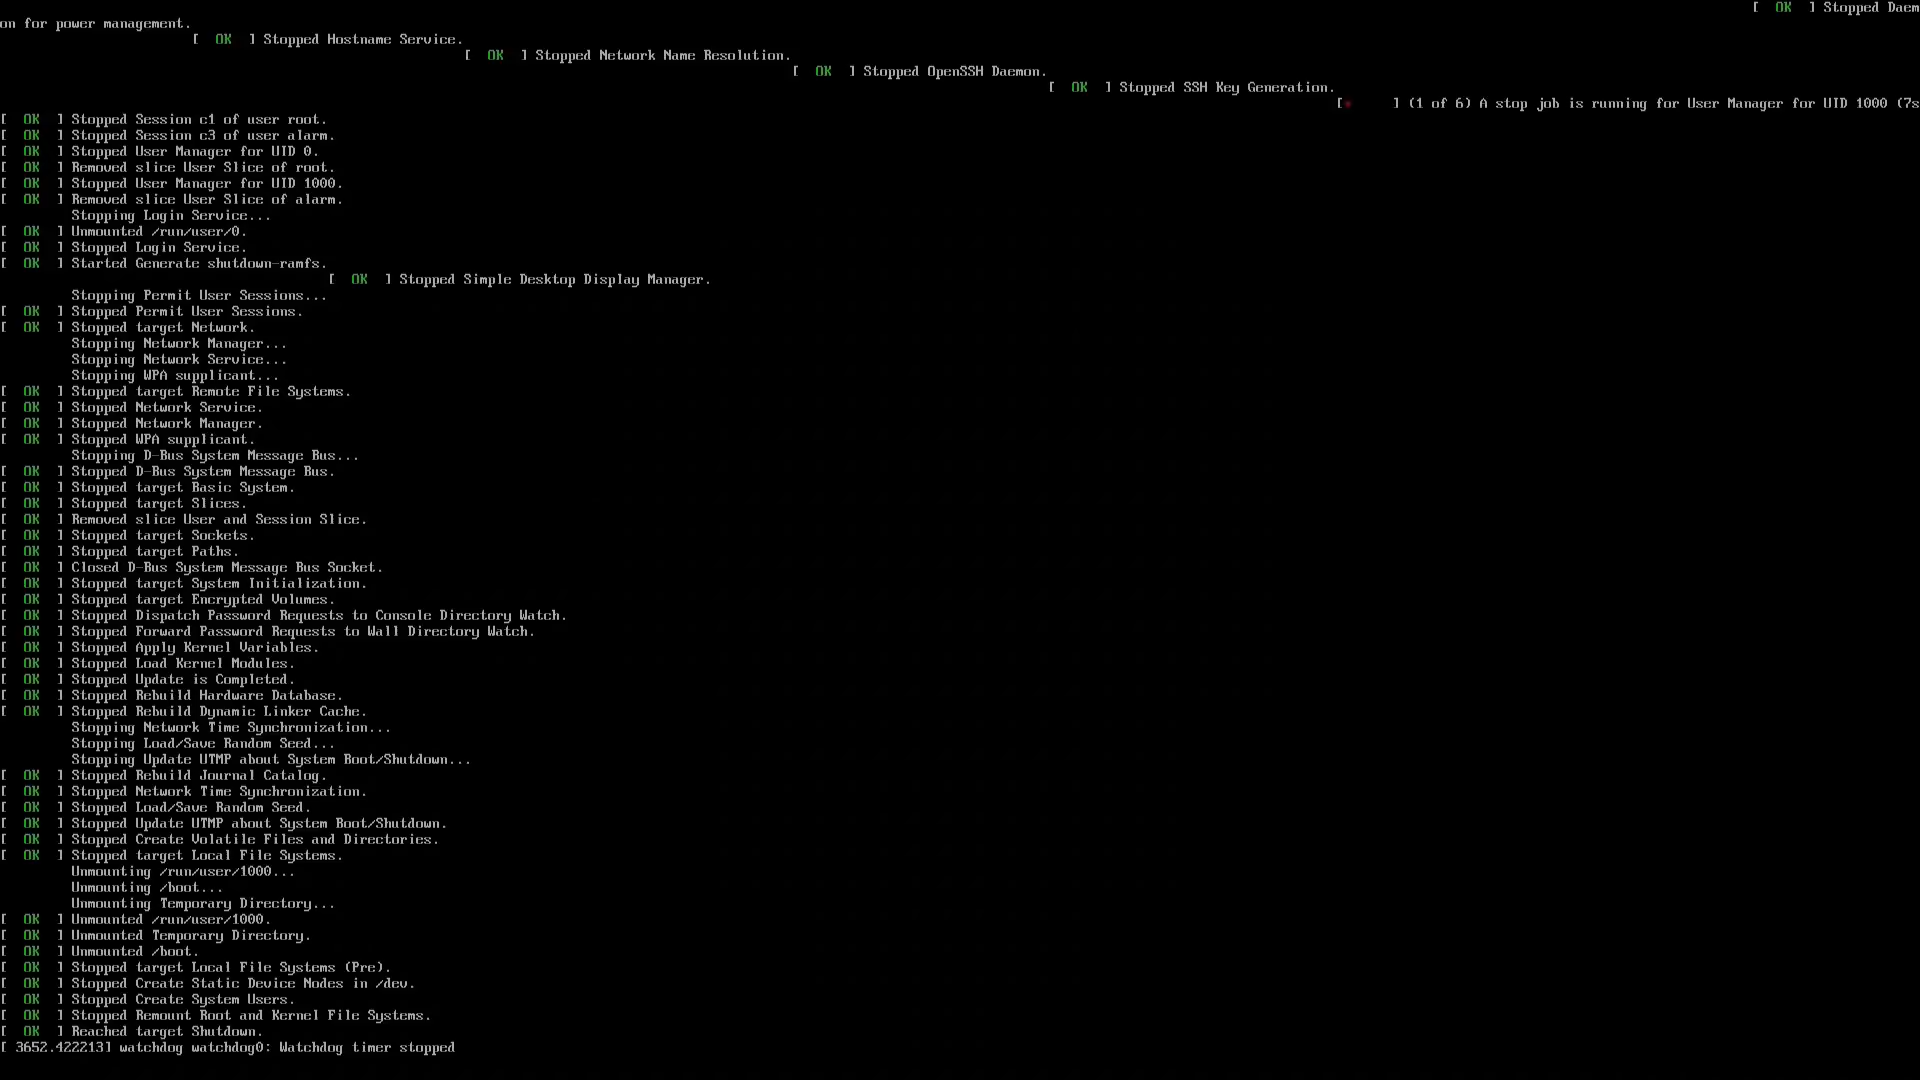 [  OK  ] Stopped Daem
on for power management.
[  OK  ] Stopped Hostname Service.
[  OK  ] Stopped Network Name Resolution.
[  OK  ] Stopped OpenSSH Daemon.
[  OK  ] Stopped SSH Key Generation.
[*     ] (1 of 6) A stop job is running for User Manager for UID 1000 (7s
[  OK  ] Stopped Session c1 of user root.
[  OK  ] Stopped Session c3 of user alarm.
[  OK  ] Stopped User Manager for UID 0.
[  OK  ] Removed slice User Slice of root.
[  OK  ] Stopped User Manager for UID 1000.
[  OK  ] Removed slice User Slice of alarm.
Stopping Login Service...
[  OK  ] Unmounted /run/user/0.
[  OK  ] Stopped Login Service.
[  OK  ] Started Generate shutdown-ramfs.
[  OK  ] Stopped Simple Desktop Display Manager.
Stopping Permit User Sessions...
[  OK  ] Stopped Permit User Sessions.
[  OK  ] Stopped target Network.
Stopping Network Manager...
Stopping Network Service...
Stopping WPA supplicant...
[  OK  ] Stopped target Remote File Systems.
[  OK  ] Stopped Network Service.
[  OK  ] Stopped Network Manager.
[  OK  ] Stopped WPA supplicant.
Stopping D-Bus System Message Bus...
[  OK  ] Stopped D-Bus System Message Bus.
[  OK  ] Stopped target Basic System.
[  OK  ] Stopped target Slices.
[  OK  ] Removed slice User and Session Slice.
[  OK  ] Stopped target Sockets.
[  OK  ] Stopped target Paths.
[  OK  ] Closed D-Bus System Message Bus Socket.
[  OK  ] Stopped target System Initialization.
[  OK  ] Stopped target Encrypted Volumes.
[  OK  ] Stopped Dispatch Password Requests to Console Directory Watch.
[  OK  ] Stopped Forward Password Requests to Wall Directory Watch.
[  OK  ] Stopped Apply Kernel Variables.
[  OK  ] Stopped Load Kernel Modules.
[  OK  ] Stopped Update is Completed.
[  OK  ] Stopped Rebuild Hardware Database.
[  OK  ] Stopped Rebuild Dynamic Linker Cache.
Stopping Network Time Synchronization...
Stopping Load/Save Random Seed...
Stopping Update UTMP about System Boot/Shutdown...
[  OK  ] Stopped Rebuild Journal Catalog.
[  OK  ] Stopped Network Time Synchronization.
[  OK  ] Stopped Load/Save Random Seed.
[  OK  ] Stopped Update UTMP about System Boot/Shutdown.
[  OK  ] Stopped Create Volatile Files and Directories.
[  OK  ] Stopped target Local File Systems.
Unmounting /run/user/1000...
Unmounting /boot...
Unmounting Temporary Directory...
[  OK  ] Unmounted /run/user/1000.
[  OK  ] Unmounted Temporary Directory.
[  OK  ] Unmounted /boot.
[  OK  ] Stopped target Local File Systems (Pre).
[  OK  ] Stopped Create Static Device Nodes in /dev.
[  OK  ] Stopped Create System Users.
[  OK  ] Stopped Remount Root and Kernel File Systems.
[  OK  ] Reached target Shutdown.
[ 3652.422213] watchdog watchdog0: Watchdog timer stopped